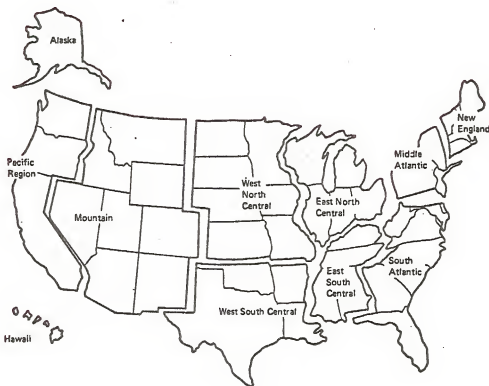 Alaska
New
England
Middle
Atlantic
Pacific
Region
West
North
Central
East North
Central
Mountain
South
Atlantic
East
South
Central
West South Central
Hawaii